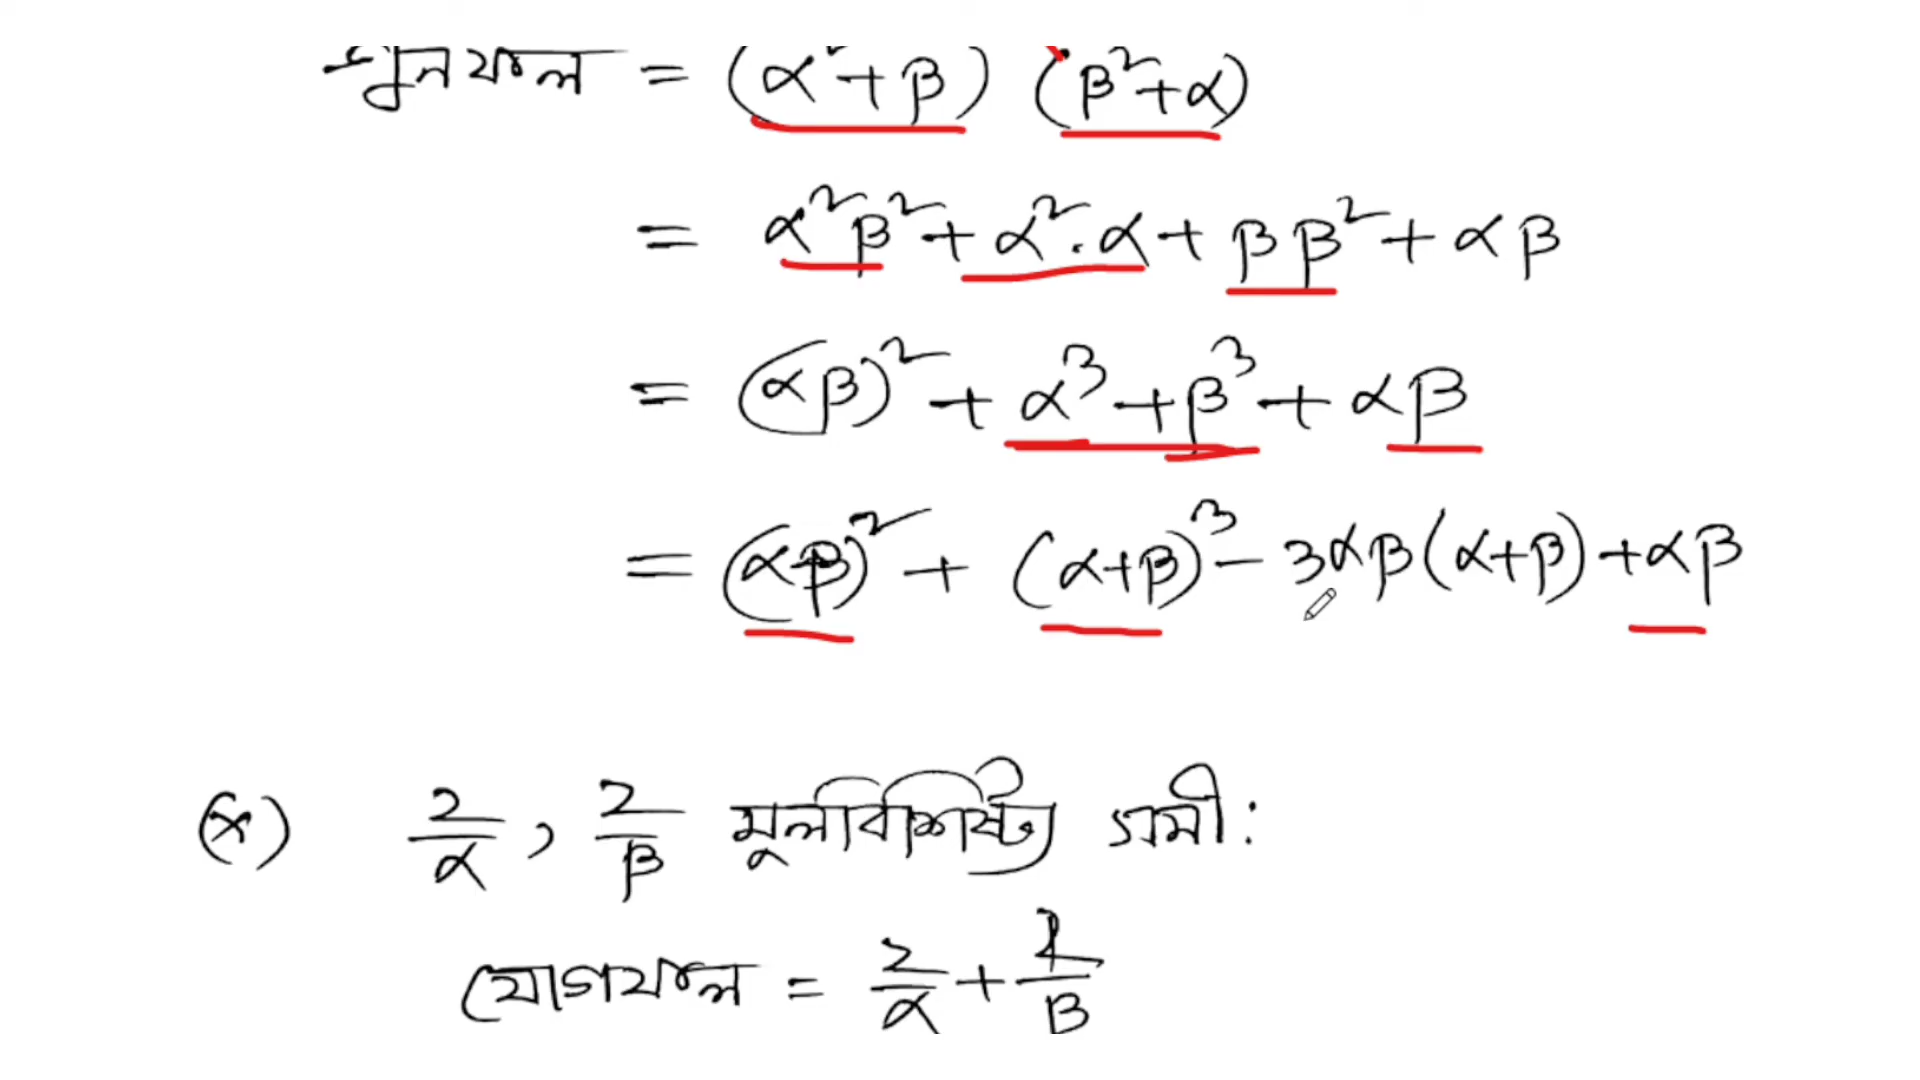 গুনফল = (α²+β) (β²+α)
= α²β²+α².α+ββ²+αβ
= (αβ)²+α³+β³+αβ
= (αβ)²+(α+β)³-3αβ(α+β)+αβ
(x) 2/α, 2/β মূলবিশিষ্ট সমী:
যোগফল = 2/α+2/β